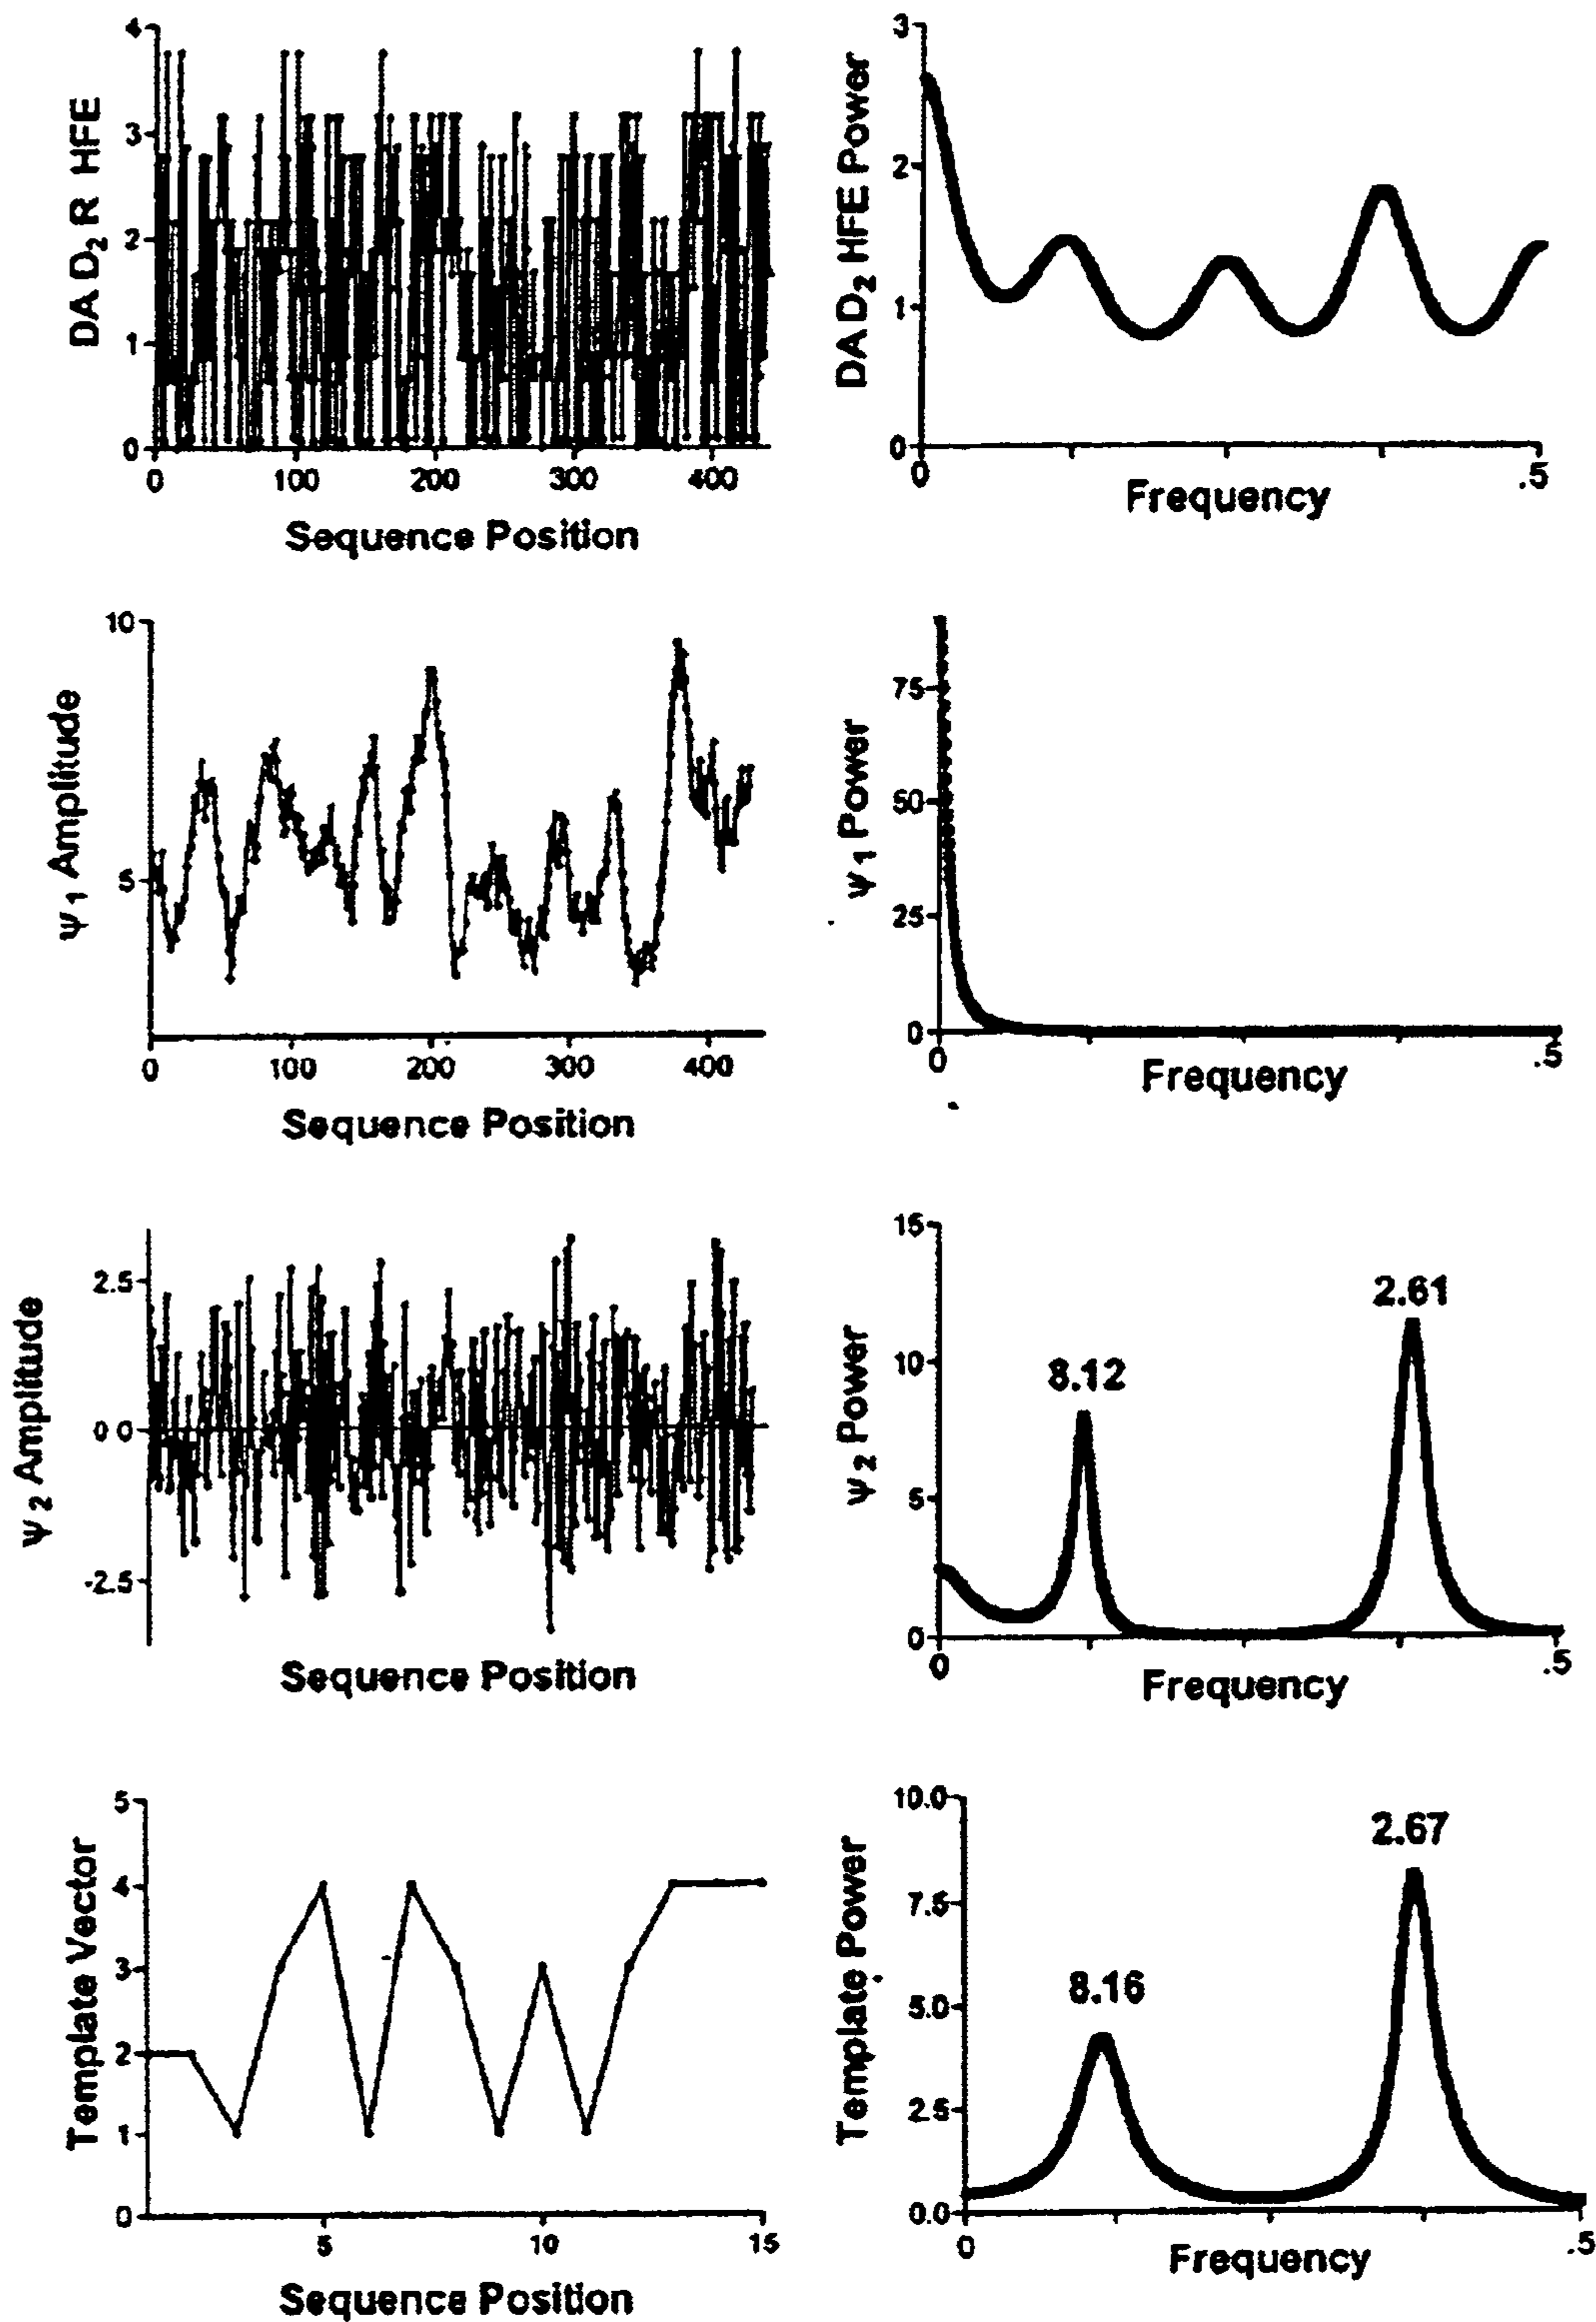 DA D₂ R HFE
4
3
2
1
0
0 100 200 300 400
Sequence Position
DA D₂ HFE Power
3
2
1
0
0 .5
Frequency
Ψ₁ Amplitude
10
5
0 100 200 300 400
Sequence Position
Ψ₁ Power
75
50
25
0
0 .5
Frequency
Ψ₂ Amplitude
2.5
0.0
-2.5
Sequence Position
Ψ₂ Power
15
10
5
0
8.12
2.61
0 .5
Frequency
Template Vector
5
4
3
2
1
0
5 10 15
Sequence Position
Template Power
10.0
7.5
5.0
2.5
0.0
8.16
2.67
0 .5
Frequency